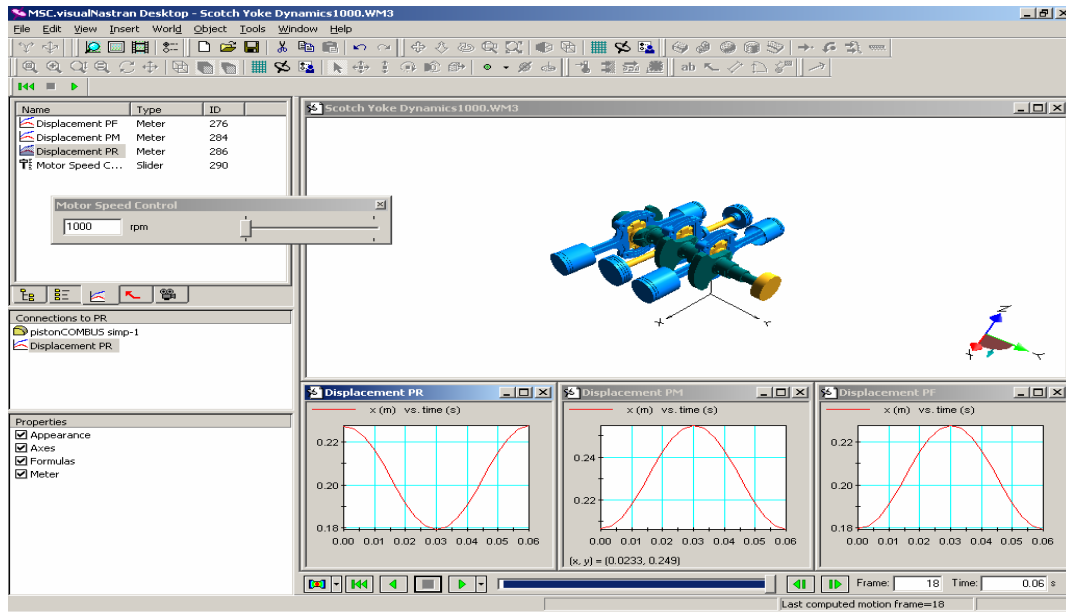 MSC.visualNastran Desktop - Scotch Yoke Dynamics1000.WM3
File Edit View Insert World Object Tools Window Help
ab
Name Type ID
Displacement PF Meter 276
Displacement PM Meter 284
Displacement PR Meter 286
Motor Speed C... Slider 290
Motor Speed Control
1000 rpm
Connections to PR
pistonCOMBUS simp-1
Displacement PR
Properties
Appearance
Axes
Formulas
Meter
Scotch Yoke Dynamics1000.WM3
X Y
Z
X Y
Displacement PR
x (m) vs. time (s)
0.22
0.20
0.18
0.00 0.01 0.02 0.03 0.04 0.05 0.06
Displacement PM
x (m) vs. time (s)
0.24
0.22
0.00 0.01 0.02 0.03 0.04 0.05 0.06
(x, y) = (0.0233, 0.249)
Displacement PF
x (m) vs. time (s)
0.22
0.20
0.18
0.00 0.01 0.02 0.03 0.04 0.05 0.06
Frame: 18 Time: 0.06 s
Last computed motion frame=18